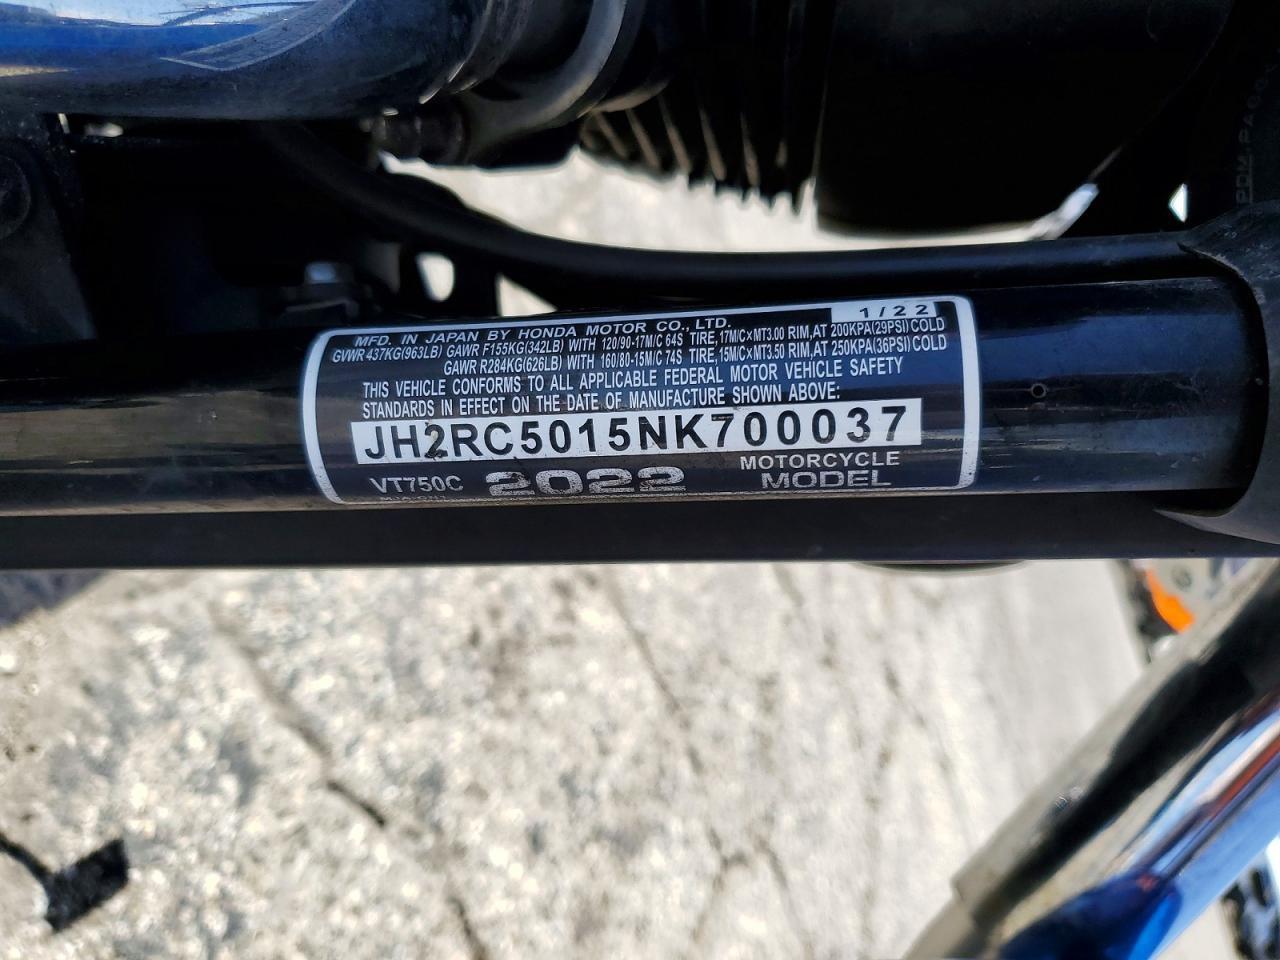 MFD. IN JAPAN BY HONDA MOTOR CO., LTD. 1/22
GVWR 437KG(963LB) GAWR F155KG(342LB) WITH 120/90-17M/C 64S TIRE,17M/C×MT3.00 RIM,AT 200KPA(29PSI)COLD
GAWR R284KG(626LB) WITH 160/80-15M/C 74S TIRE,15M/C×MT3.50 RIM,AT 250KPA(36PSI)COLD
THIS VEHICLE CONFORMS TO ALL APPLICABLE FEDERAL MOTOR VEHICLE SAFETY
STANDARDS IN EFFECT ON THE DATE OF MANUFACTURE SHOWN ABOVE:
JH2RC5015NK700037
VT750C 2022 MOTORCYCLE
MODEL